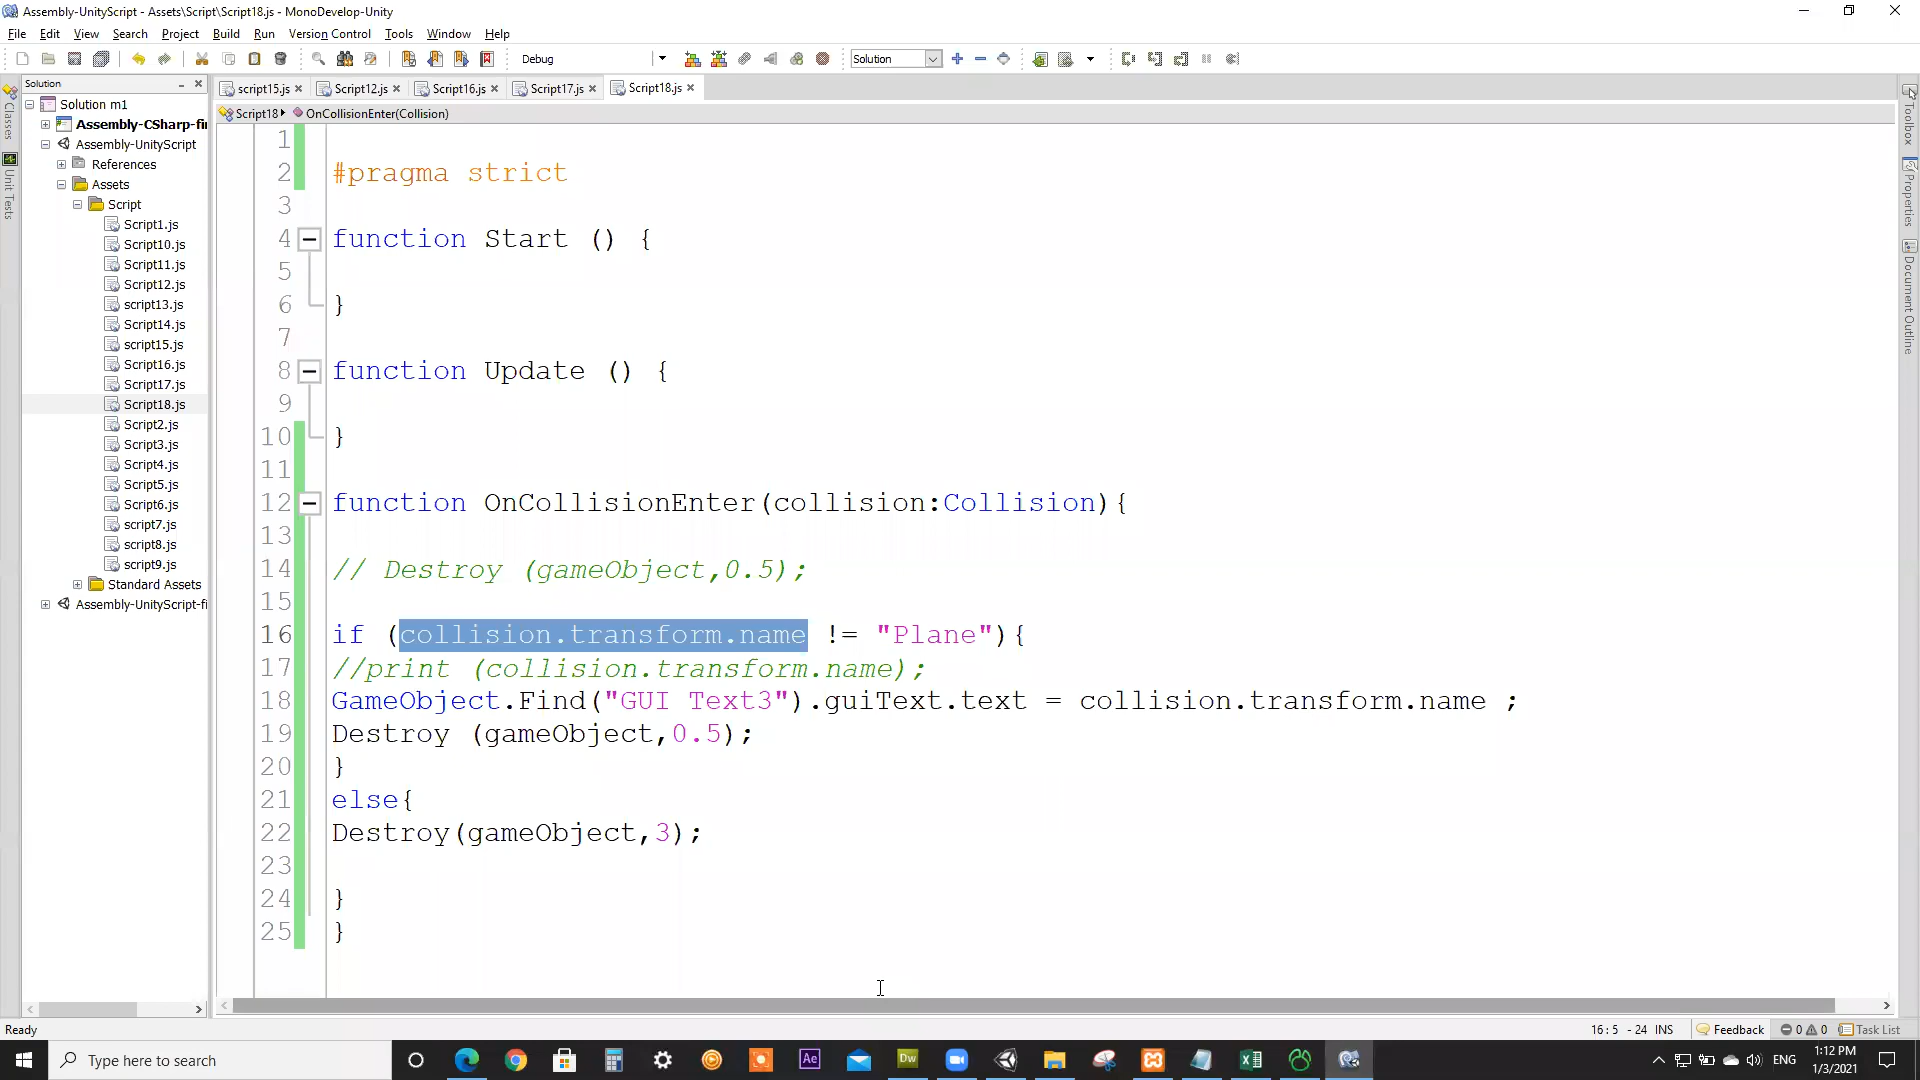 Assembly-UnityScript - Assets\Script\Script18.js - MonoDevelop-Unity
File Edit View Search Project Build Run Version Control Tools Window Help
Debug
Solution
Solution
script15.js
Script12.js
Script16.js
Script17.js
Script18.js
Script18 OnCollisionEnter(Collision)
Classes
Unit Tests
Solution m1
Assembly-CSharp-fi
Assembly-UnityScript
References
Assets
Script
Script1.js
Script10.js
Script11.js
Script12.js
script13.js
Script14.js
script15.js
Script16.js
Script17.js
Script18.js
Script2.js
Script3.js
Script4.js
Script5.js
Script6.js
script7.js
script8.js
script9.js
Standard Assets
Assembly-UnityScript-fi
1
2 #pragma strict
3
4 function Start () {
5
6 }
7
8 function Update () {
9
10 }
11
12 function OnCollisionEnter(collision:Collision){
13
14 // Destroy (gameObject,0.5);
15
16 if (collision.transform.name != "Plane"){
17 //print (collision.transform.name);
18 GameObject.Find("GUI Text3").guiText.text = collision.transform.name ;
19 Destroy (gameObject,0.5);
20 }
21 else{
22 Destroy(gameObject,3);
23
24 }
25 }
Toolbox
Properties
Document Outline
Ready
16 : 5 - 24 INS
Feedback
0 0
Task List
Type here to search
Ae
Dw
ENG
1:12 PM
1/3/2021